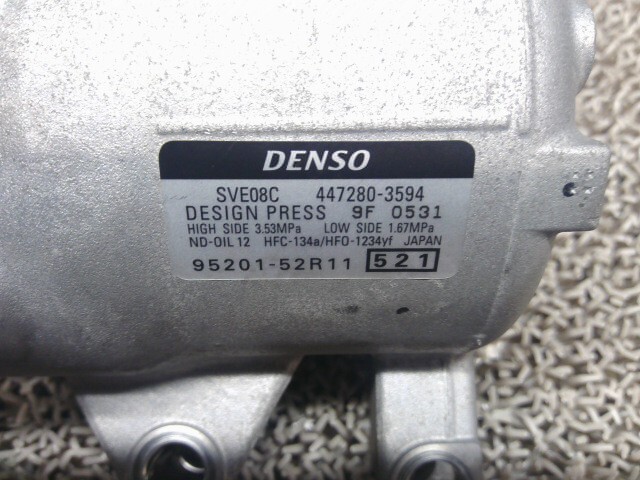 DENSO
SVE08C 447280-3594
DESIGN PRESS 9F 0531
HIGH SIDE 3.53MPa LOW SIDE 1.67MPa
ND-OIL 12 HFC-134a/HFO-1234yf JAPAN
95201-52R11 521